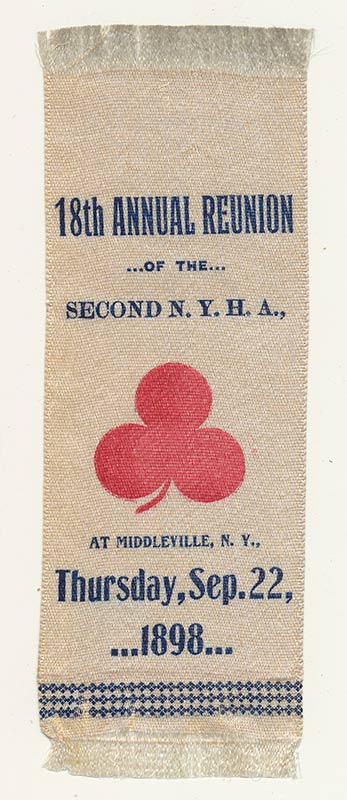 18th ANNUAL REUNION
...OF THE...
SECOND N. Y. H. A.,
AT MIDDLEVILLE, N. Y.,
Thursday, Sep. 22,
...1898...